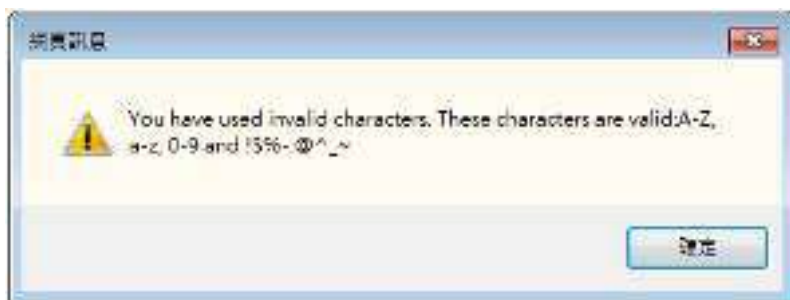 網頁訊息
You have used invalid characters. These characters are valid:A-Z,
a-z, 0-9 and !$%-.@^_~
確定